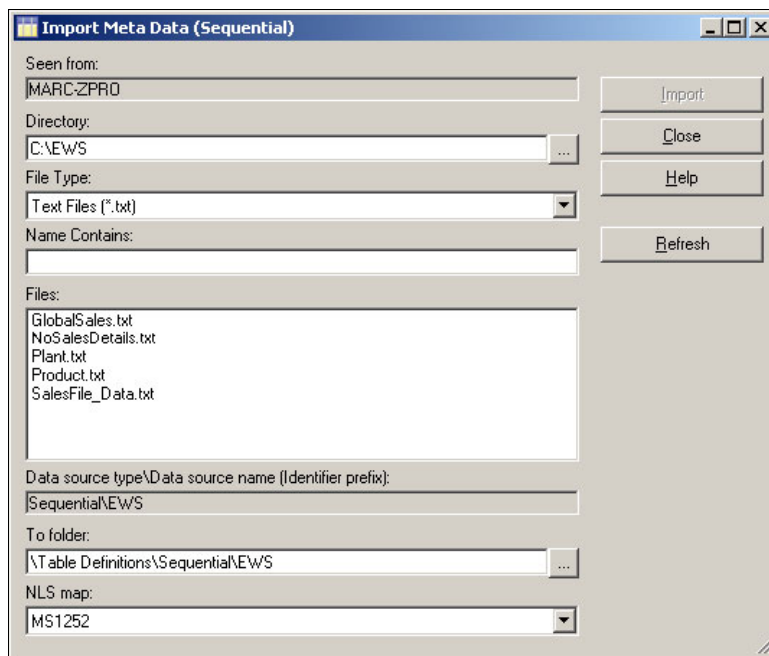 Import Meta Data (Sequential)
Seen from:
MARC-ZPRO
Import
Directory:
C:\EWS
...
Close
File Type:
Text Files (*.txt)
Help
Name Contains:
Refresh
Files:
GlobalSales.txt
NoSalesDetails.txt
Plant.txt
Product.txt
SalesFile_Data.txt
Data source type\Data source name (Identifier prefix):
Sequential\EWS
To folder:
\Table Definitions\Sequential\EWS
...
NLS map:
MS1252